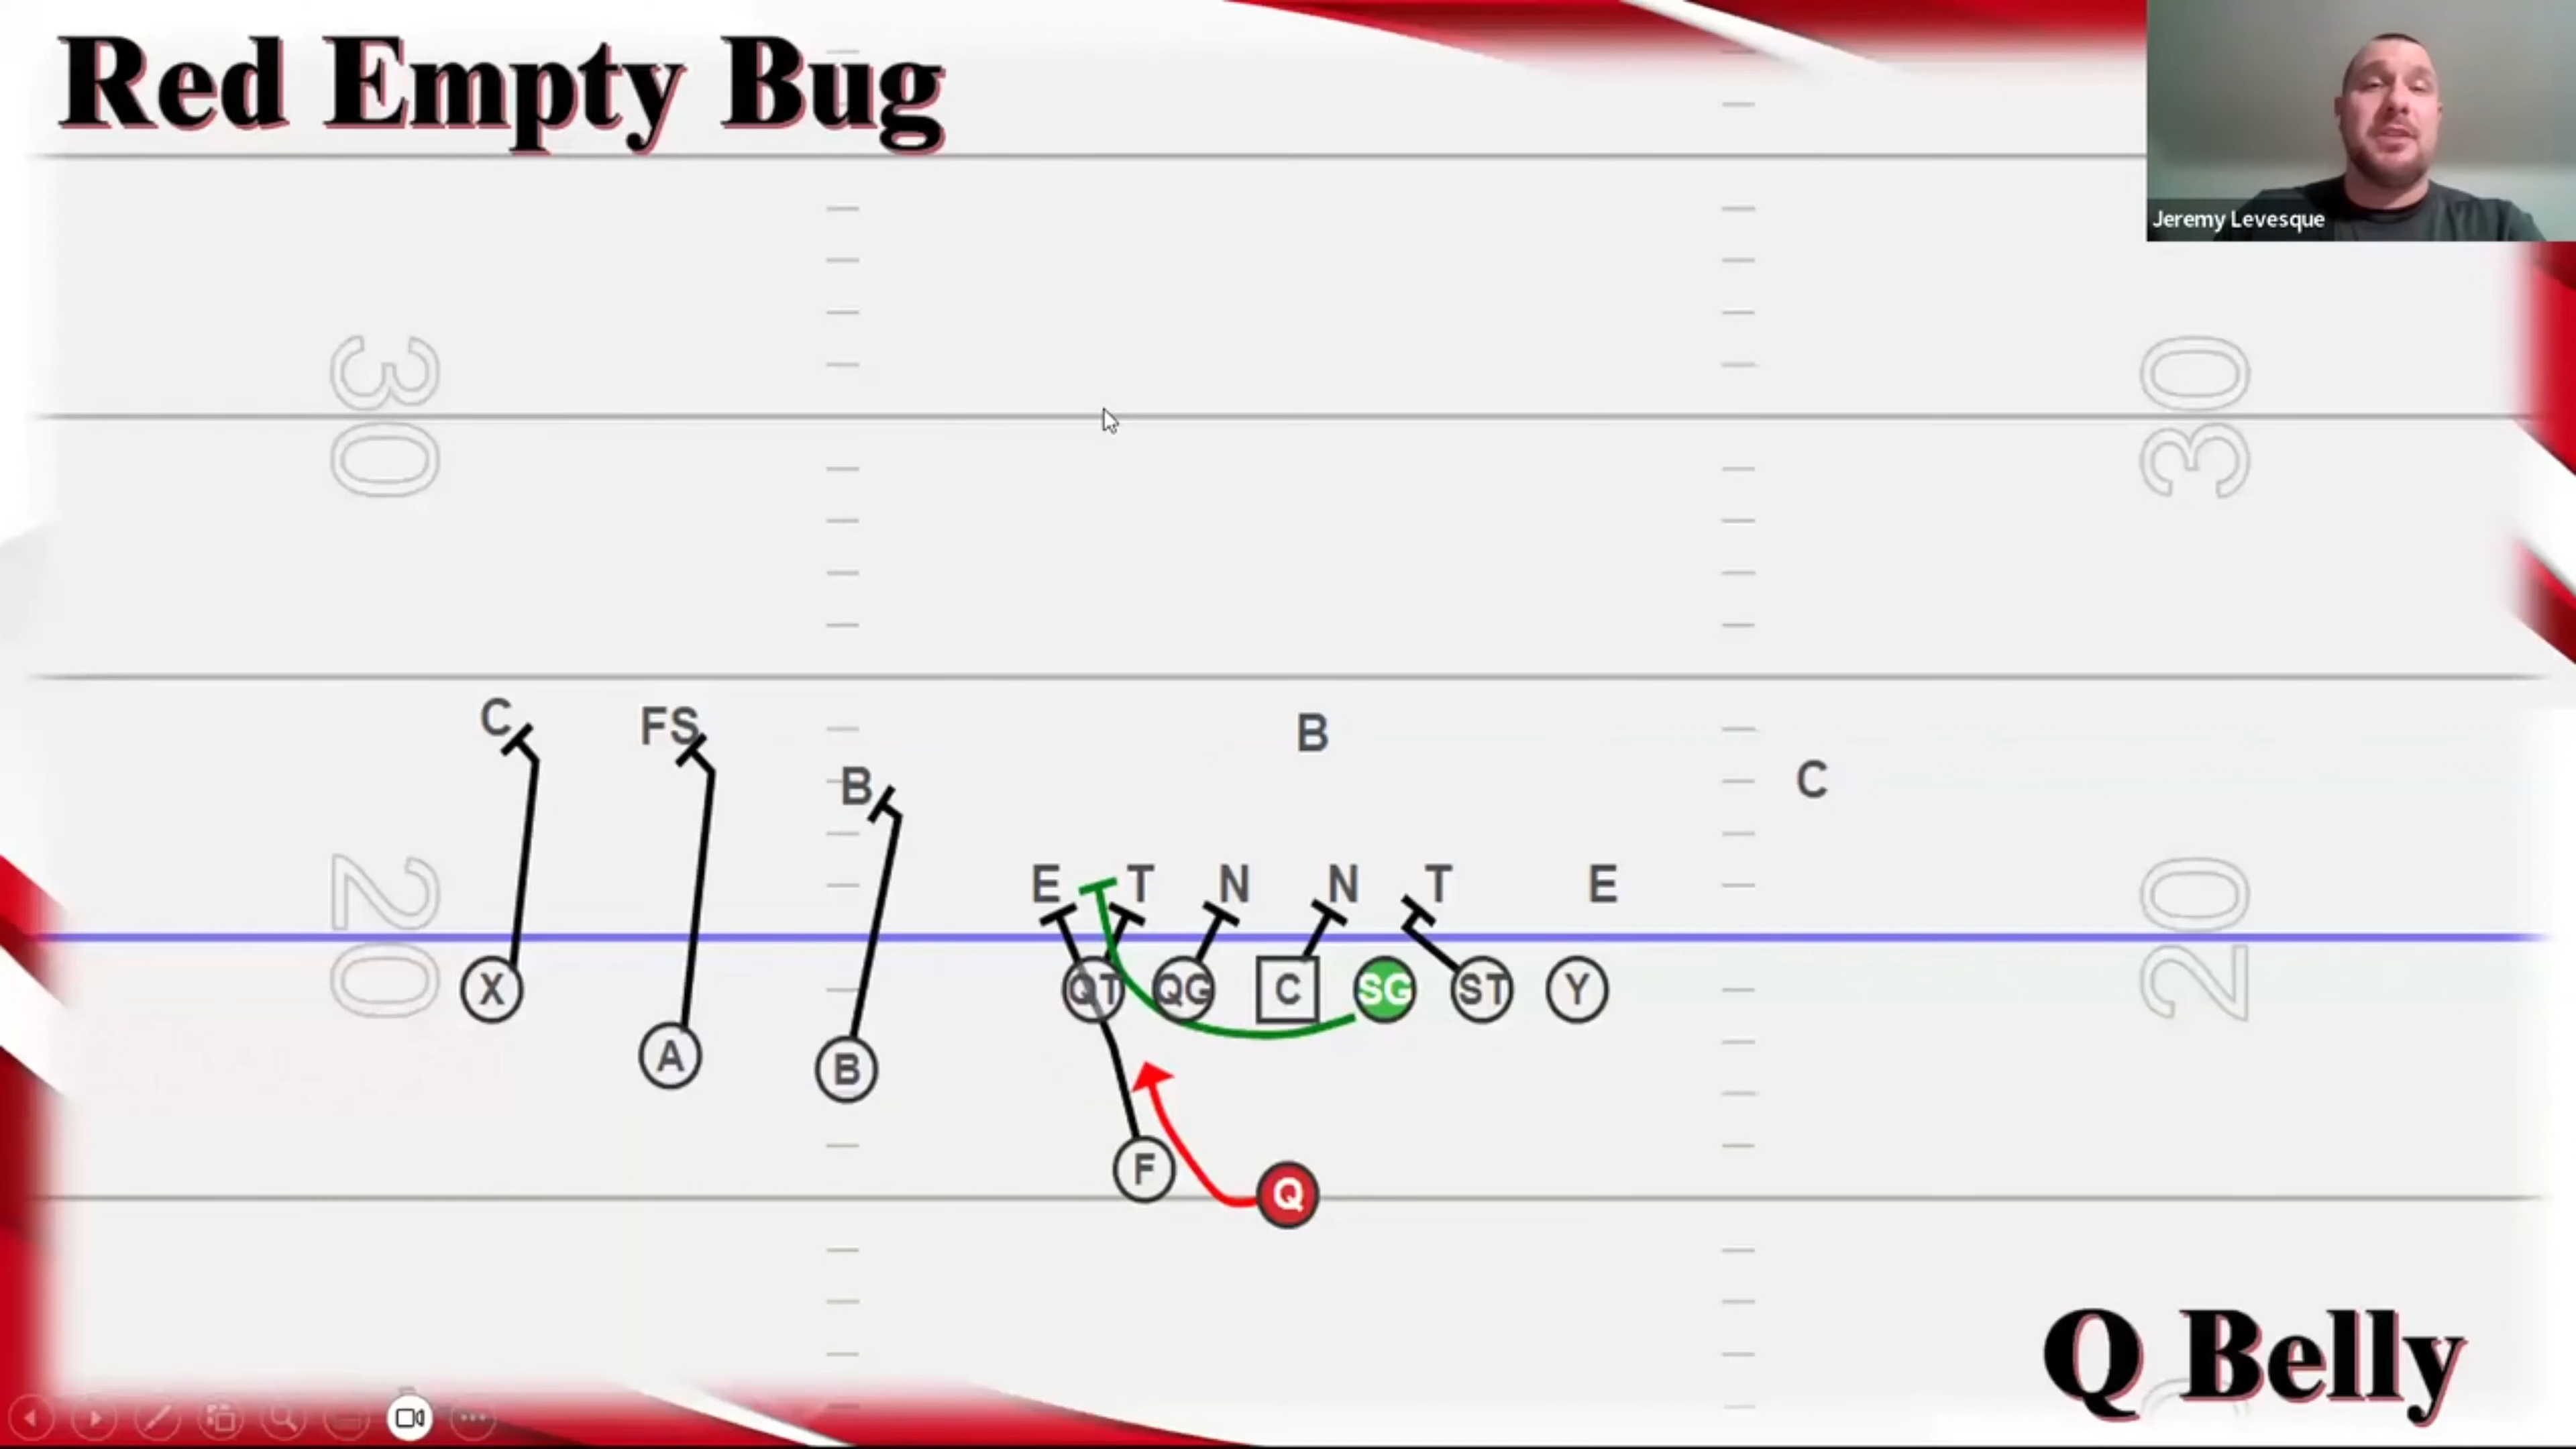 Red Empty Bug
Jeremy Levesque
30
30
C
FS
B
B
C
E T N N T E
20
20
X
QT QG C SG ST Y
A
B
F
Q
Q Belly